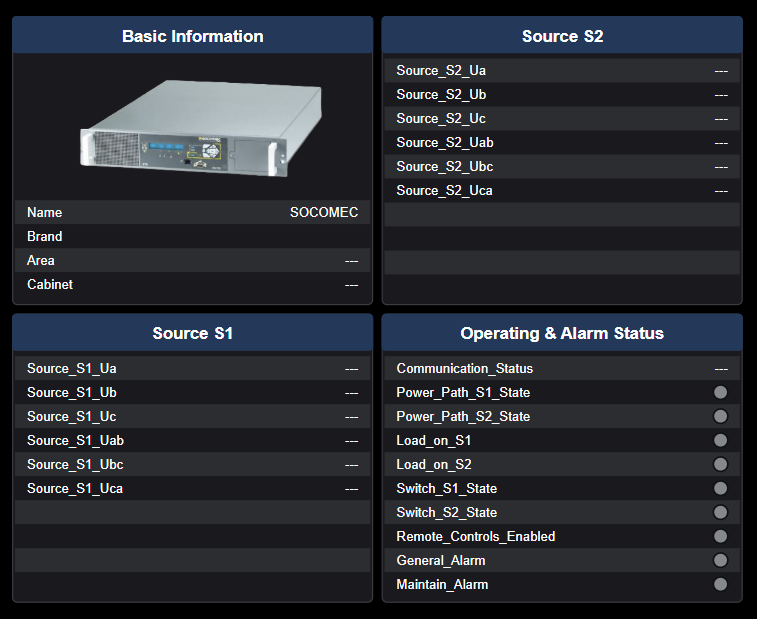 Basic Information
SOCOMEC
Name SOCOMEC
Brand
Area ---
Cabinet ---
Source S2
Source_S2_Ua ---
Source_S2_Ub ---
Source_S2_Uc ---
Source_S2_Uab ---
Source_S2_Ubc ---
Source_S2_Uca ---
Source S1
Source_S1_Ua ---
Source_S1_Ub ---
Source_S1_Uc ---
Source_S1_Uab ---
Source_S1_Ubc ---
Source_S1_Uca ---
Operating & Alarm Status
Communication_Status ---
Power_Path_S1_State
Power_Path_S2_State
Load_on_S1
Load_on_S2
Switch_S1_State
Switch_S2_State
Remote_Controls_Enabled
General_Alarm
Maintain_Alarm